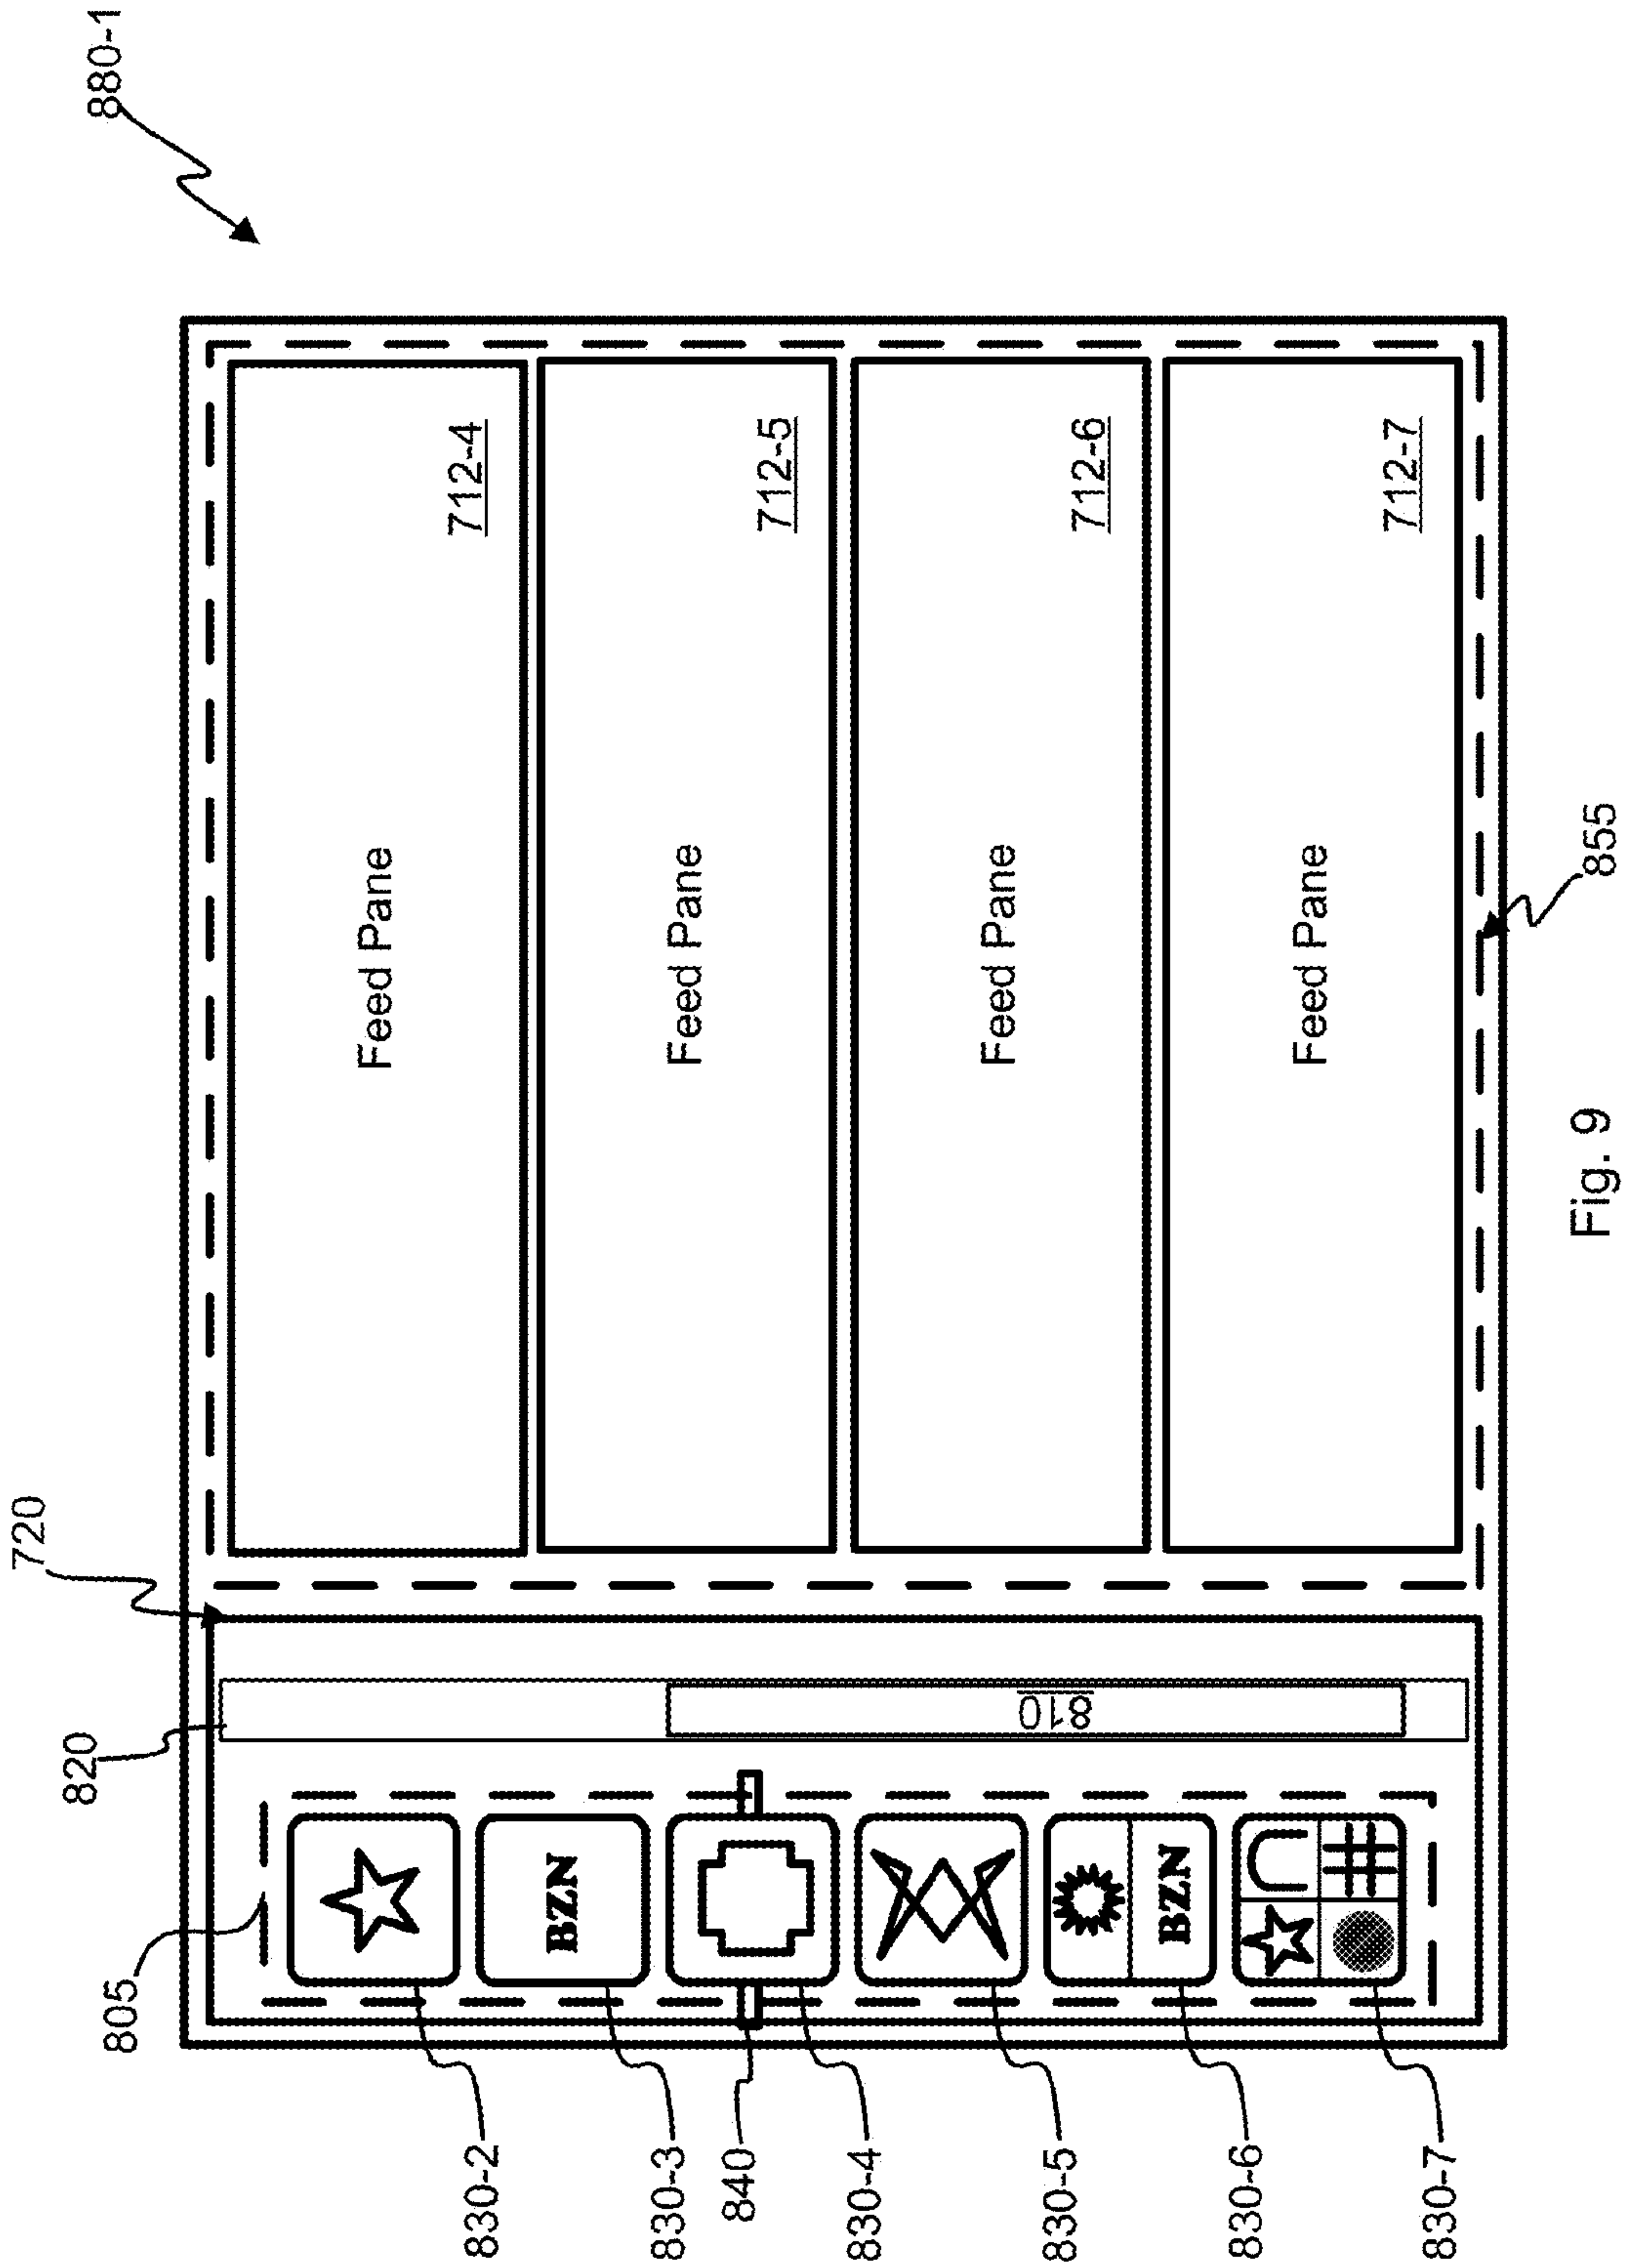 880-1
712-4
712-5
712-6
712-7
Feed Pane
Feed Pane
Feed Pane
Feed Pane
855
Fig. 9
720
820
810
805
BZN
BZN
830-2
830-3
840
830-4
830-5
830-6
830-7